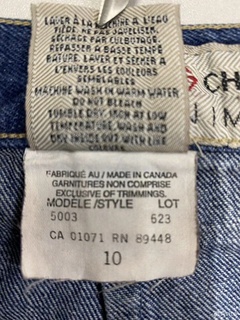 LAVER À LA MACHINE À L'EAU
TIÈDE. NE PAS JAVELISER.
SÉCHAGE PAR CULBUTAGE.
REPASSER À BASSE TEMPÉ-
RATURE. LAVER ET SÉCHER À
L'ENVERS LES COULEURS
SEMBLABLES
MACHINE WASH IN WARM WATER
DO NOT BLEACH
TUMBLE DRY. IRON AT LOW
TEMPERATURE. WASH AND
DRY INSIDE OUT WITH LIKE
COLORS
CH
JIM
FABRIQUÉ AU / MADE IN CANADA
GARNITURES NON COMPRISE
EXCLUSIVE OF TRIMMINGS.
MODÈLE/STYLE LOT
5003 623
CA 01071 RN 89448
10